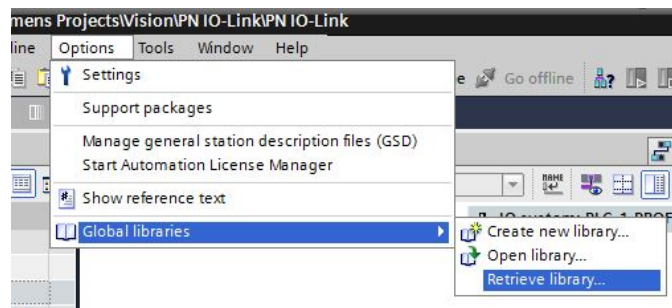 mens Projects\Vision\PN IO-Link\PN IO-Link
line Options Tools Window Help
Settings
e Go offline
Support packages
Manage general station description files (GSD)
Start Automation License Manager
NAME
Show reference text
Global libraries
Create new library...
Open library...
Retrieve library...